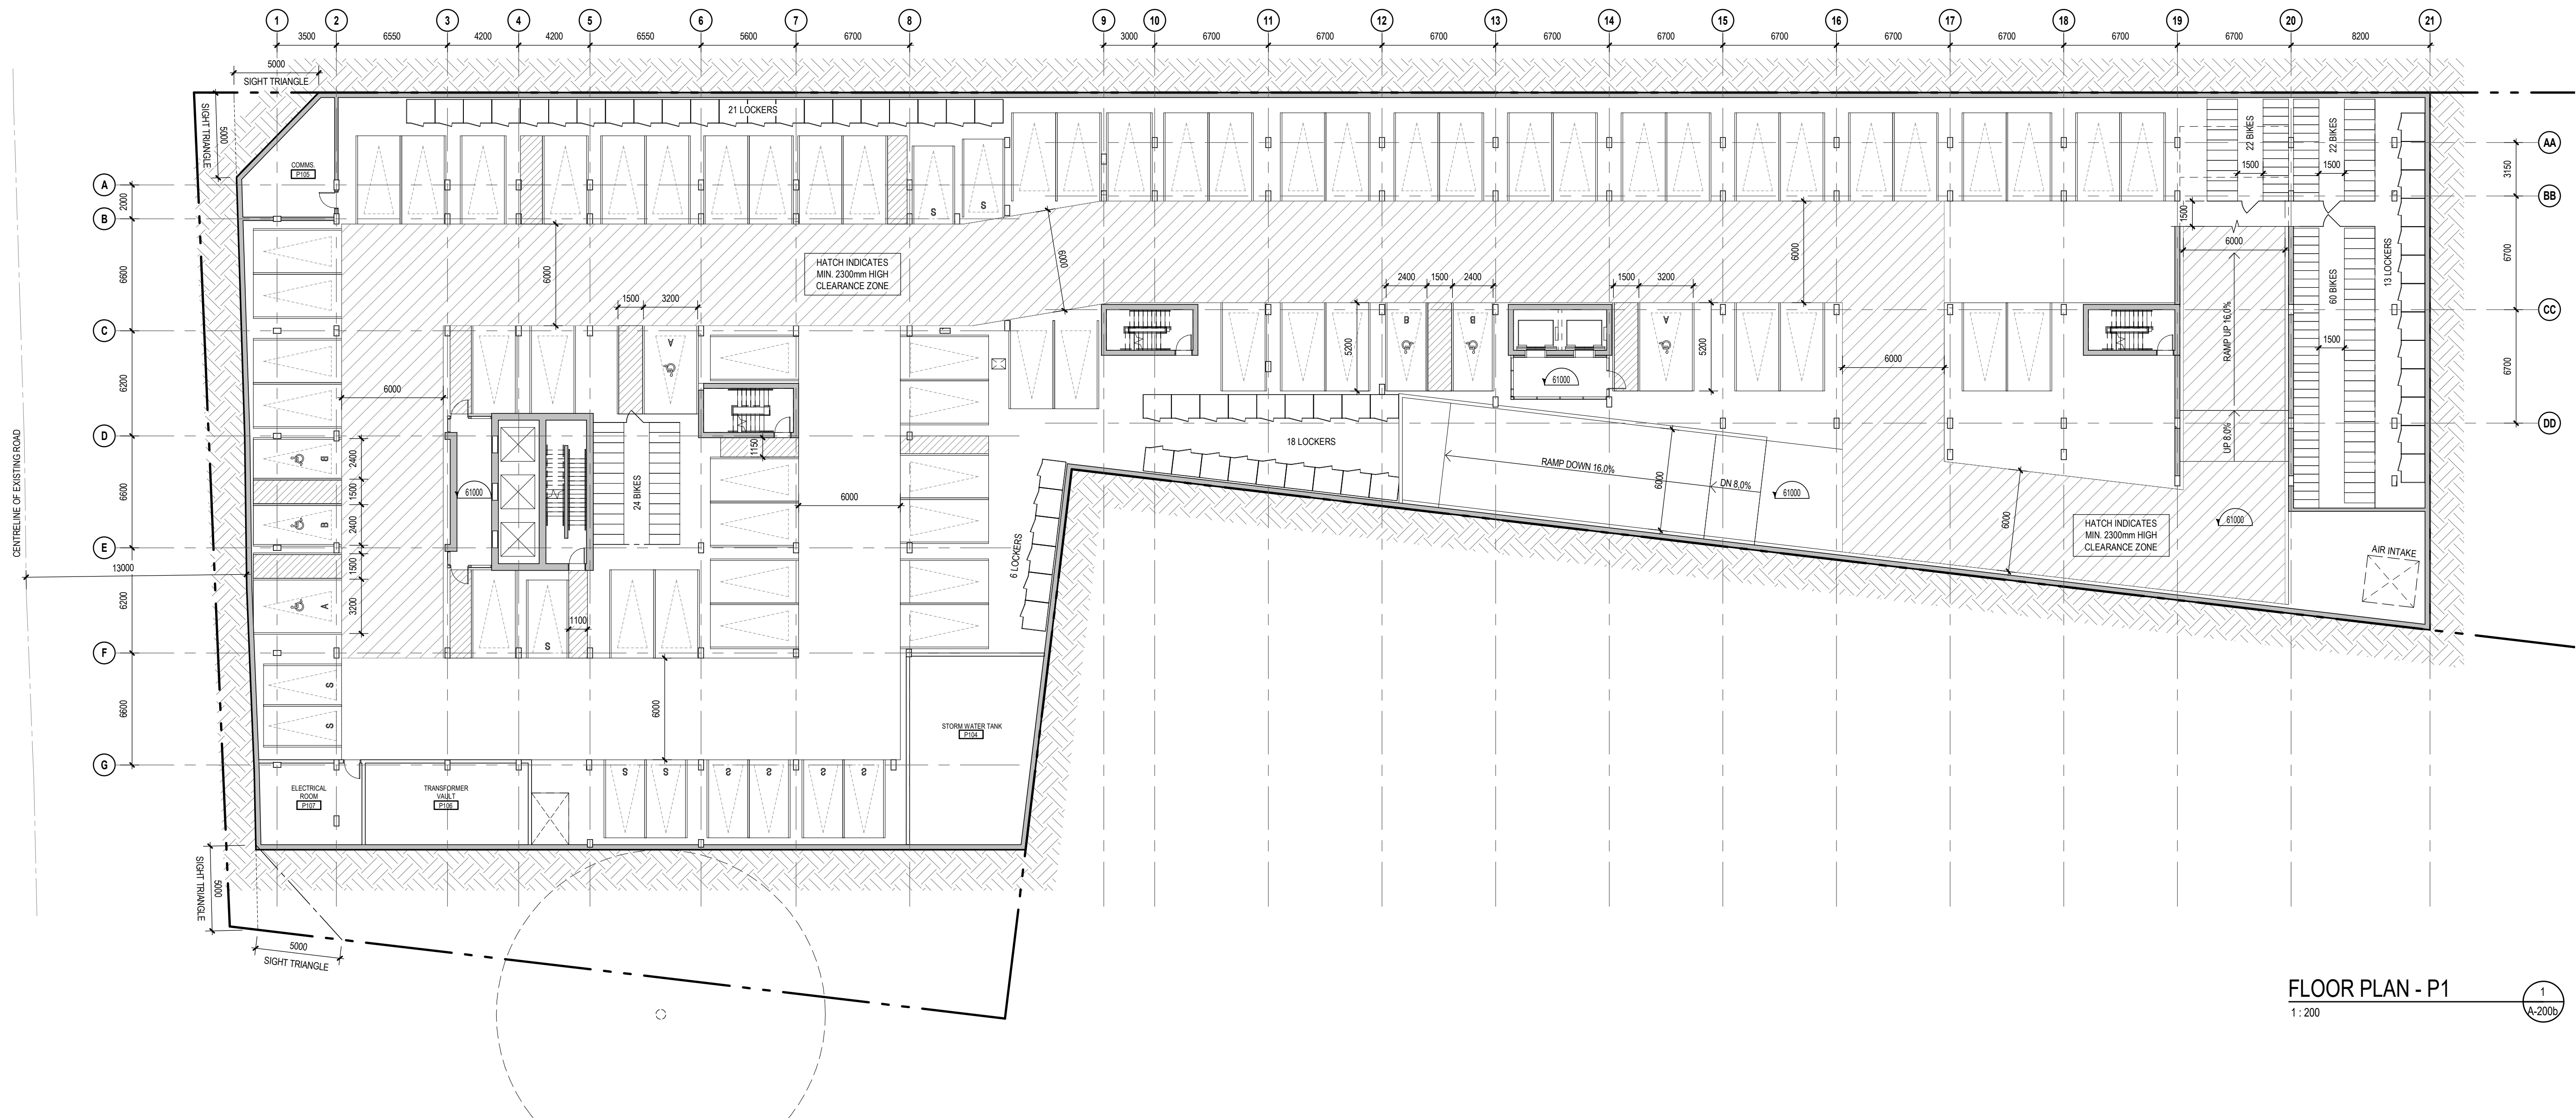 1 2 3 4 5 6 7 8 9 10 11 12 13 14 15 16 17 18 19 20 21
3500 6550 4200 4200 6550 5600 6700 3000 6700 6700 6700 6700 6700 6700 6700 6700 6700 6700 8200
5000
SIGHT TRIANGLE
SIGHT TRIANGLE
5000
21 LOCKERS
COMMS.
P105
22 BIKES
22 BIKES
1500
1500
A
B
C
D
E
F
G
2000
6600
6200
6600
6200
6600
AA
BB
CC
DD
3150
6700
6700
S
S
6000
HATCH INDICATES
MIN. 2300mm HIGH
CLEARANCE ZONE
6000
6000
1500
6000
RAMP UP 16,0%
UP 8,0%
60 BIKES
1500
13 LOCKERS
1500 3200
A
2400 1500 2400
B
B
5200
1500 3200
A
5200
61000
6000
6000
1150
24 BIKES
61000
6000
2400
1500
2400
1500
3200
B
B
A
S
S
1100
S
6000
18 LOCKERS
6 LOCKERS
RAMP DOWN 16,0%
6000
DN 8,0%
61000
6000
HATCH INDICATES
MIN. 2300mm HIGH
CLEARANCE ZONE
61000
AIR INTAKE
CENTRELINE OF EXISTING ROAD
13000
STORM WATER TANK
P104
ELECTRICAL
ROOM
P107
TRANSFORMER
VAULT
P106
S S S S S S
SIGHT TRIANGLE
5000
5000
SIGHT TRIANGLE
FLOOR PLAN - P1
1 : 200
1
A-200b